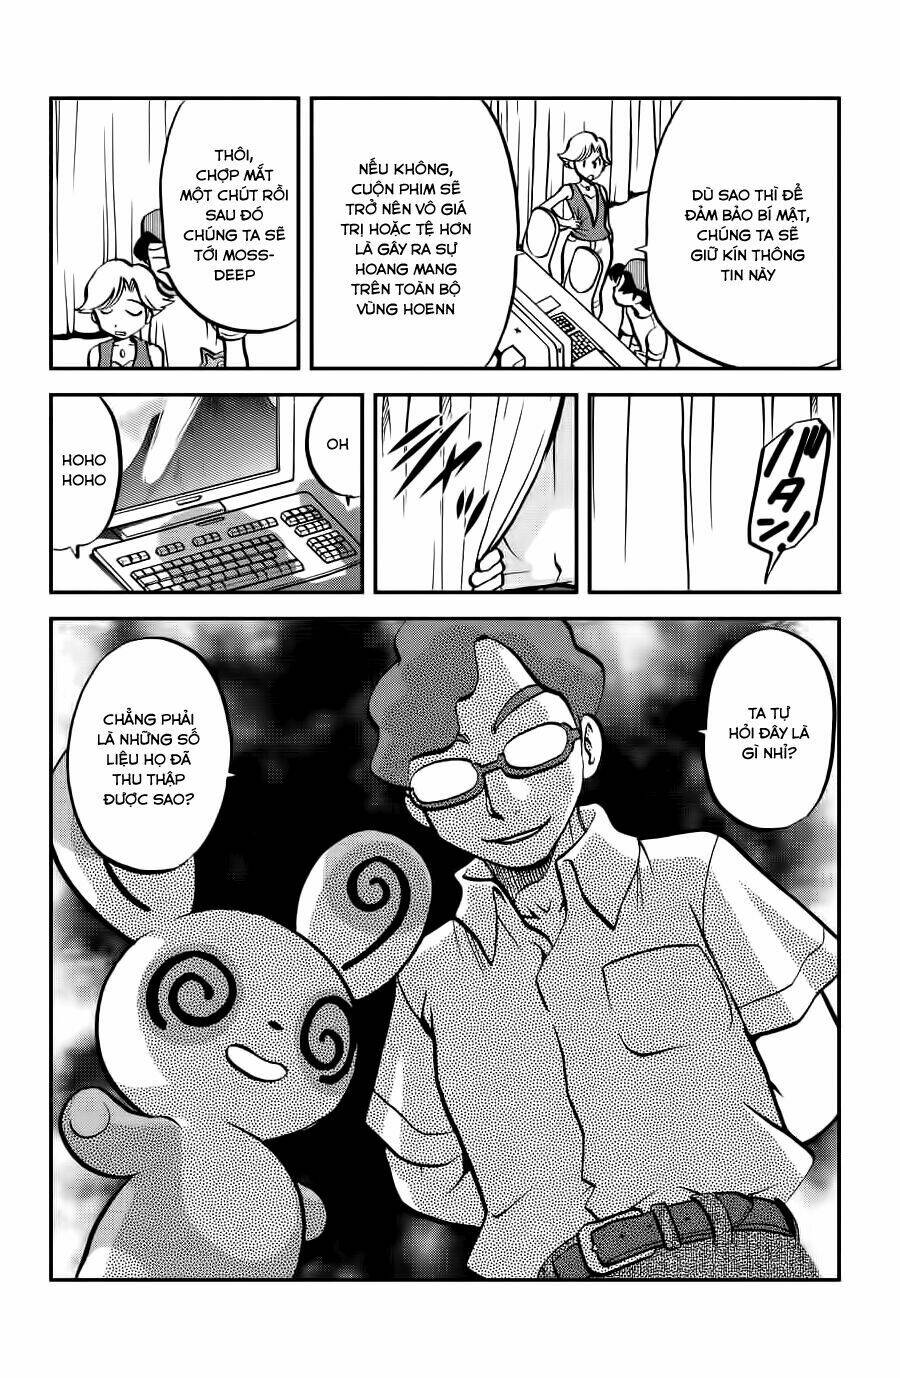 DÙ SAO THÌ ĐỂ
ĐẢM BẢO BÍ MẬT,
CHÚNG TA SẼ
GIỮ KÍN THÔNG
TIN NÀY
NẾU KHÔNG,
CUỘN PHIM SẼ
TRỞ NÊN VÔ GIÁ
TRỊ HOẶC TỆ HƠN
LÀ GÂY RA SỰ
HOANG MANG
TRÊN TOÀN BỘ
VÙNG HOENN
THÔI,
CHỢP MẮT
MỘT CHÚT RỒI
SAU ĐÓ
CHÚNG TA SẼ
TỚI MOSS-
DEEP
バタン!
OH
HOHO
HOHO
TA TỰ
HỎI ĐÂY LÀ
GÌ NHỈ?
CHẲNG PHẢI
LÀ NHỮNG SỐ
LIỆU HỌ ĐÃ
THU THẬP
ĐƯỢC SAO?